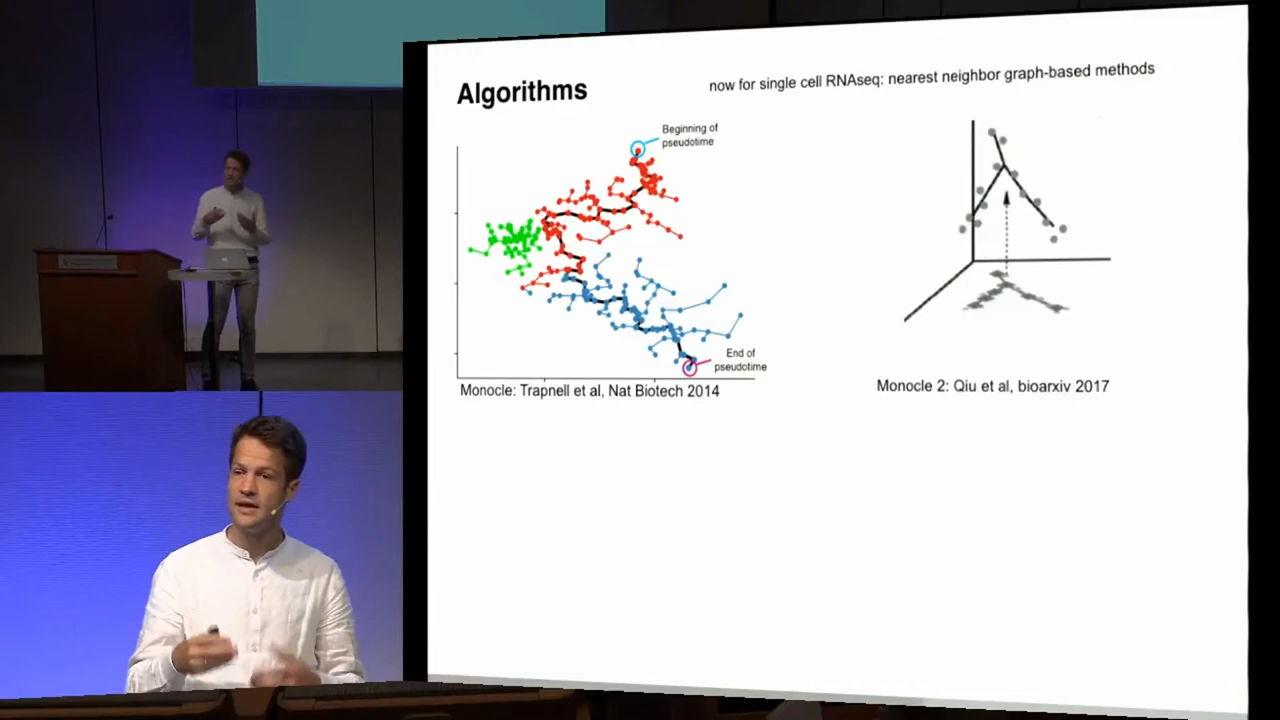 Algorithms
now for single cell RNAseq: nearest neighbor graph-based methods
Beginning of
pseudotime
End of
pseudotime
Monocle: Trapnell et al, Nat Biotech 2014
Monocle 2: Qiu et al, bioarxiv 2017